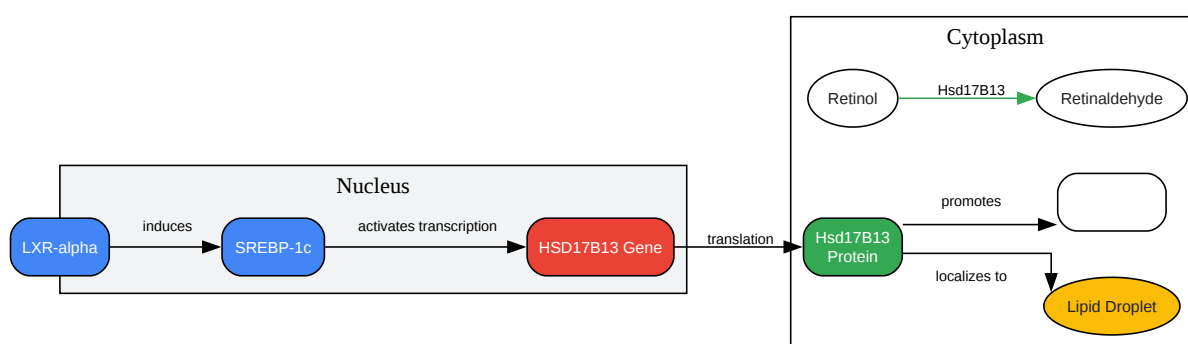 Cytoplasm
Retinol
Hsd17B13
Retinaldehyde
Nucleus
LXR-alpha
induces
SREBP-1c
activates transcription
HSD17B13 Gene
translation
Hsd17B13
Protein
promotes
localizes to
Lipid Droplet